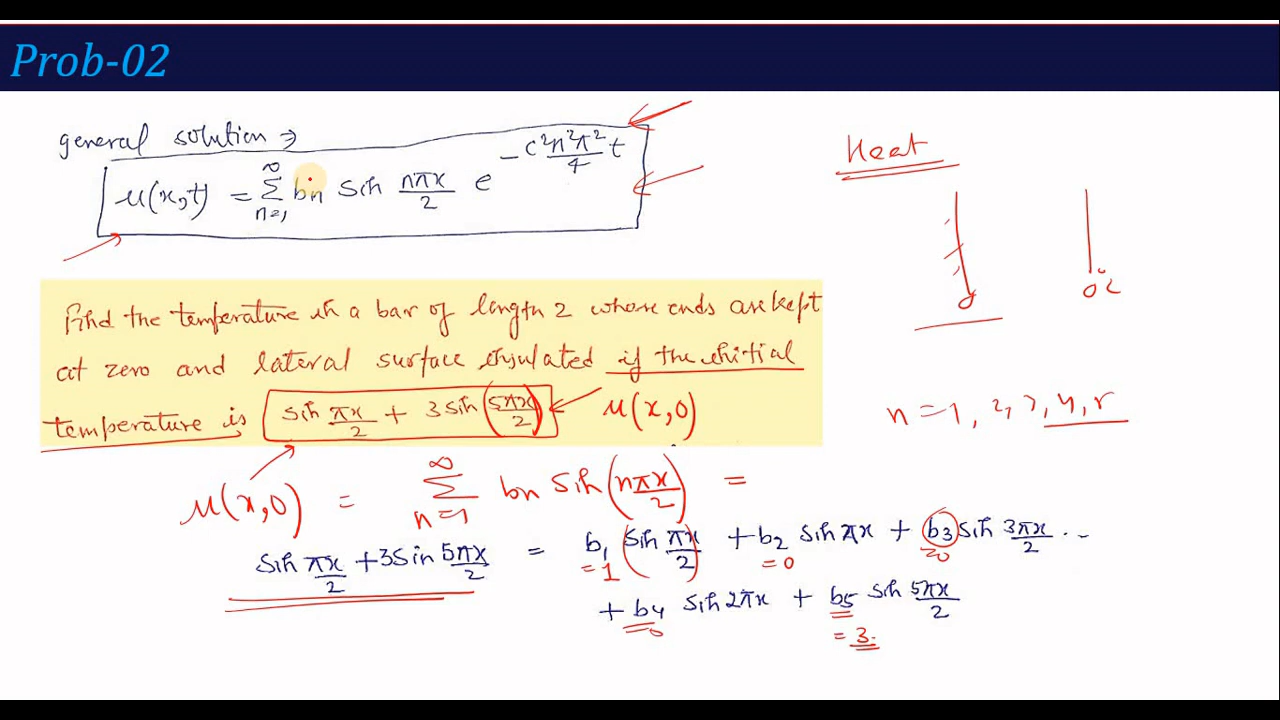 Prob-02
general solution →
u(x,t) = ∑_{n=1}^{∞} bn sin nπx/2 e^{-c²n²π²/4 t}
Heat
0°c
Find the temperature in a bar of length 2 whose ends are kept
at zero and lateral surface insulated if the initial
temperature is sin πx/2 + 3 sin (5πx/2) u(x,0)
n = 1, 2, 3, 4, 5
u(x,0) = ∑_{n=1}^{∞} bn sin (nπx/2) =
sin πx/2 + 3 sin 5πx/2 = b1 (sin πx/2) + b2 sin πx + b3 sin 3πx/2 ...
= 1 = 0 = 0
+ b4 sin 2πx + b5 sin 5πx/2
= 0 = 3.